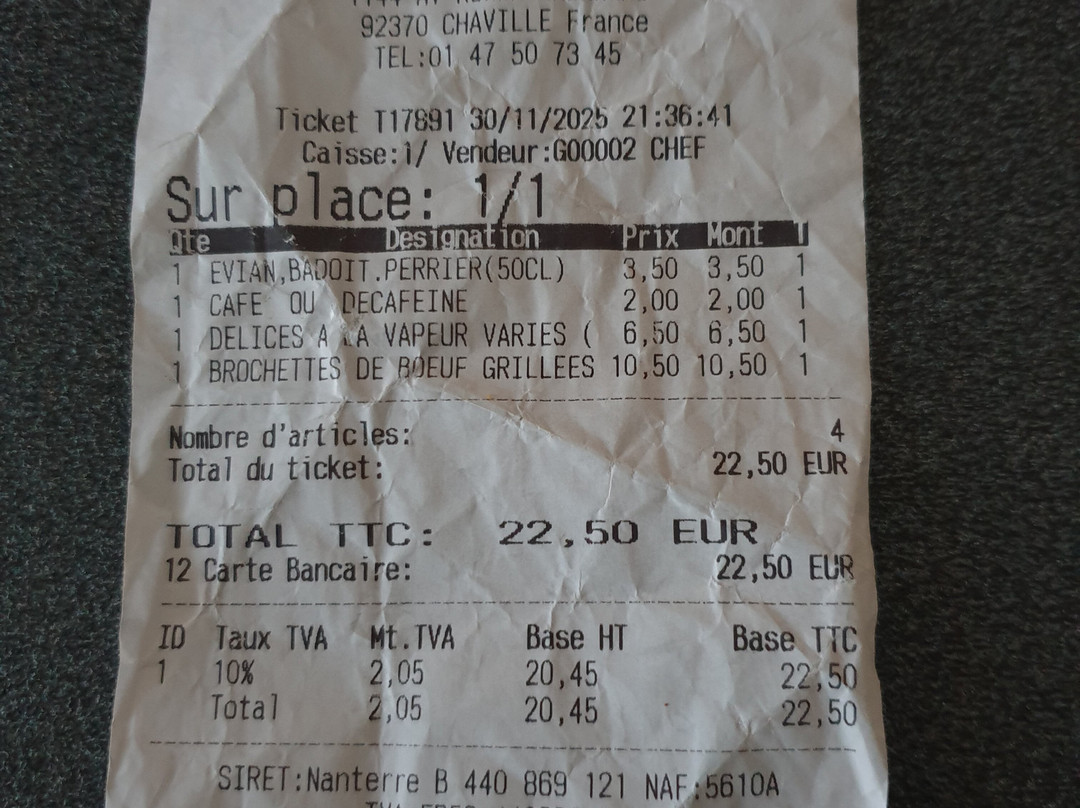 92370 CHAVILLE France
TEL:01 47 50 73 45
Ticket T17891 30/11/2025 21:36:41
Caisse:1/ Vendeur:G00002 CHEF
Sur place: 1/1
Qte Designation Prix Mont T
1 EVIAN,BADOIT.PERRIER(50CL) 3,50 3,50 1
1 CAFE OU DECAFEINE 2,00 2,00 1
1 DELICES A LA VAPEUR VARIES ( 6,50 6,50 1
1 BROCHETTES DE BOEUF GRILLEES 10,50 10,50 1
Nombre d'articles: 4
Total du ticket: 22,50 EUR
TOTAL TTC: 22,50 EUR
12 Carte Bancaire: 22,50 EUR
ID Taux TVA Mt.TVA Base HT Base TTC
1 10% 2,05 20,45 22,50
Total 2,05 20,45 22,50
SIRET:Nanterre B 440 869 121 NAF:5610A